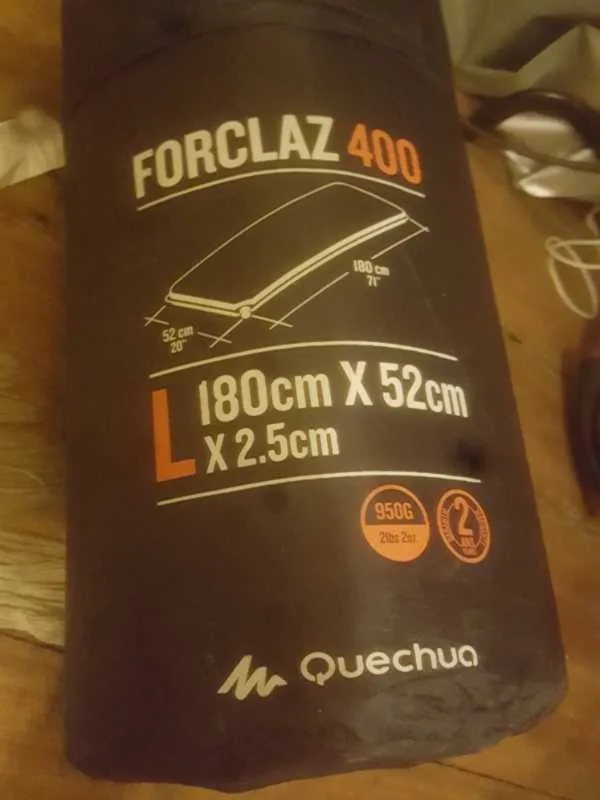 FORCLAZ 400
180 cm
71"
52 cm
20"
L 180cm X 52cm
X 2.5cm
950G
2lbs 2oz
2
Quechua